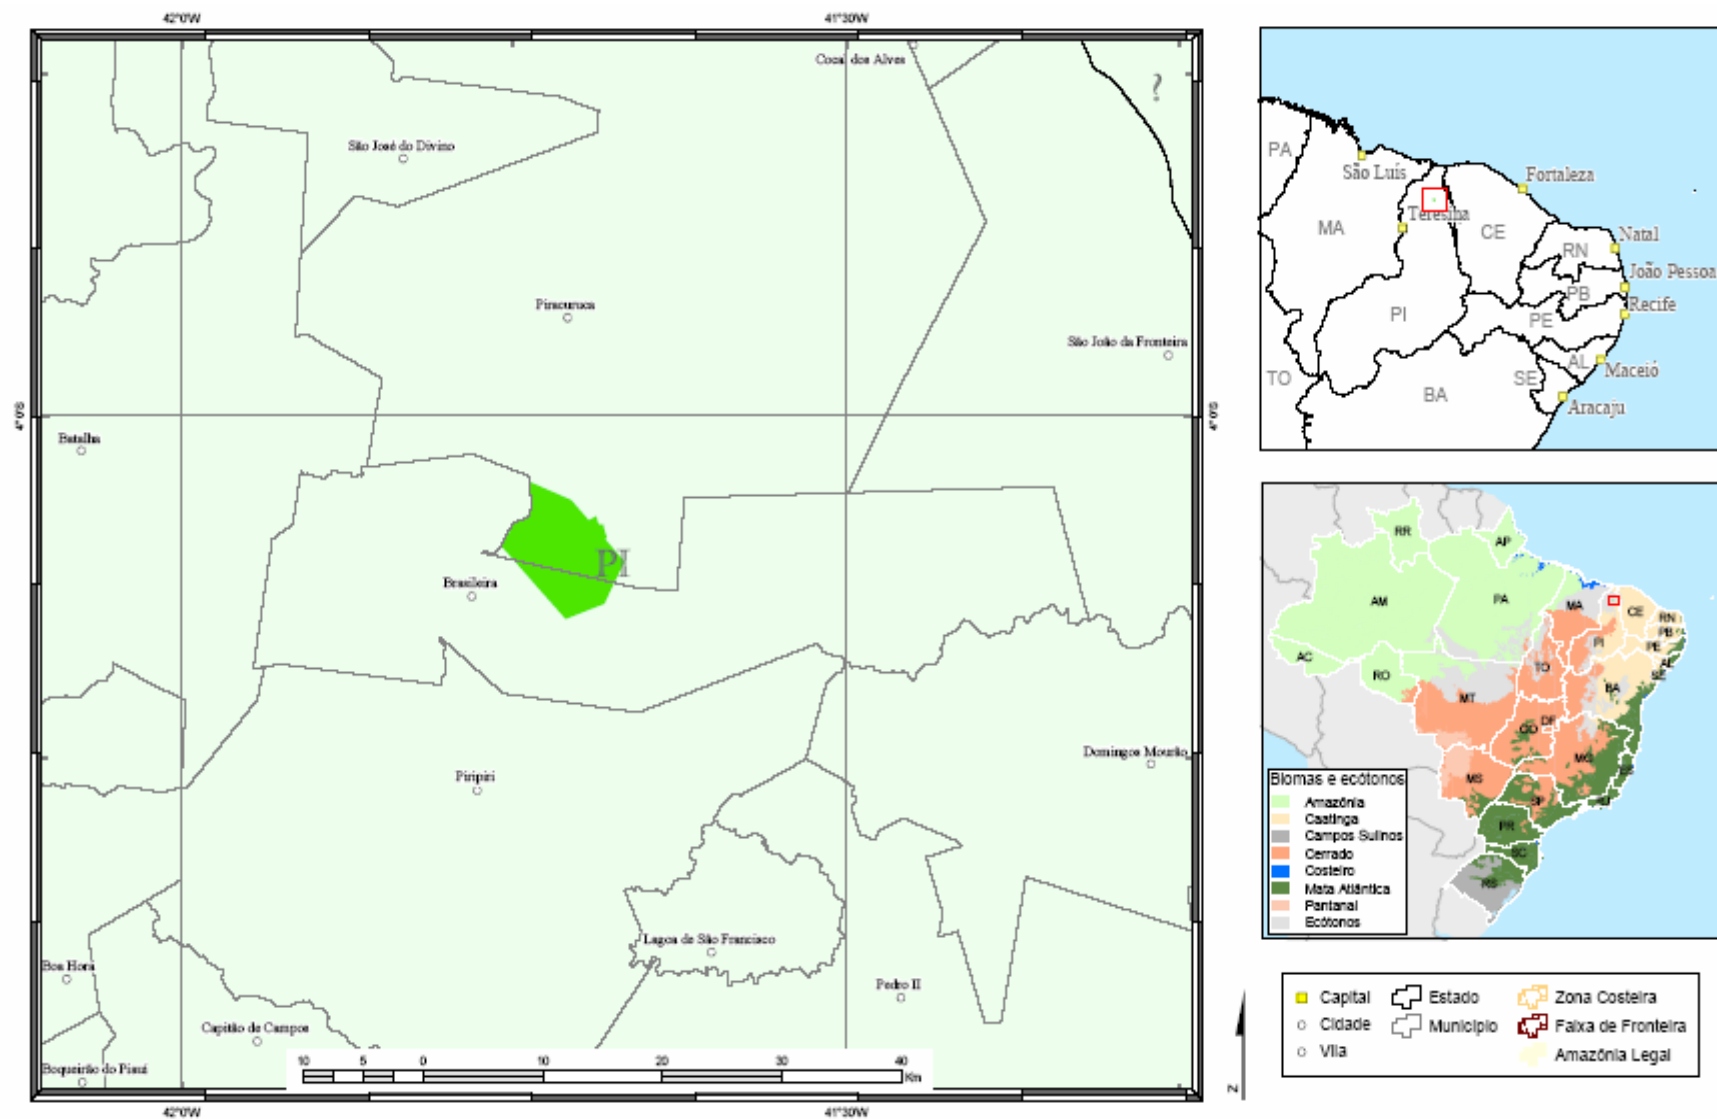 42°0'W
41°30'W
Cocal dos Alves
?
São José do Divino
Piracuruca
São João da Fronteira
4°0'S
4°0'S
Batalha
PI
Brasileira
Domingos Mourão
Piripiri
Lagoa de São Francisco
Boa Hora
Pedro II
Capitão de Campos
Boqueirão do Piauí
10
5
0
10
20
30
40
Km
42°0'W
41°30'W
PA
São Luís
Fortaleza
Teresina
MA
CE
RN
Natal
João Pessoa
PB
Recife
PI
PE
TO
AL
SE
Maceió
BA
Aracaju
RR
AP
AM
PA
MA
CE
RN
PB
PI
PE
AC
AL
TO
SE
RO
BA
MT
DF
GO
MG
MS
ES
SP
RJ
PR
SC
RS
Biomas e ecótonos
Amazônia
Caatinga
Campos Sulinos
Cerrado
Costeiro
Mata Atlântica
Pantanal
Ecótonos
N
Capital
Estado
Zona Costeira
Cidade
Município
Faixa de Fronteira
Vila
Amazônia Legal